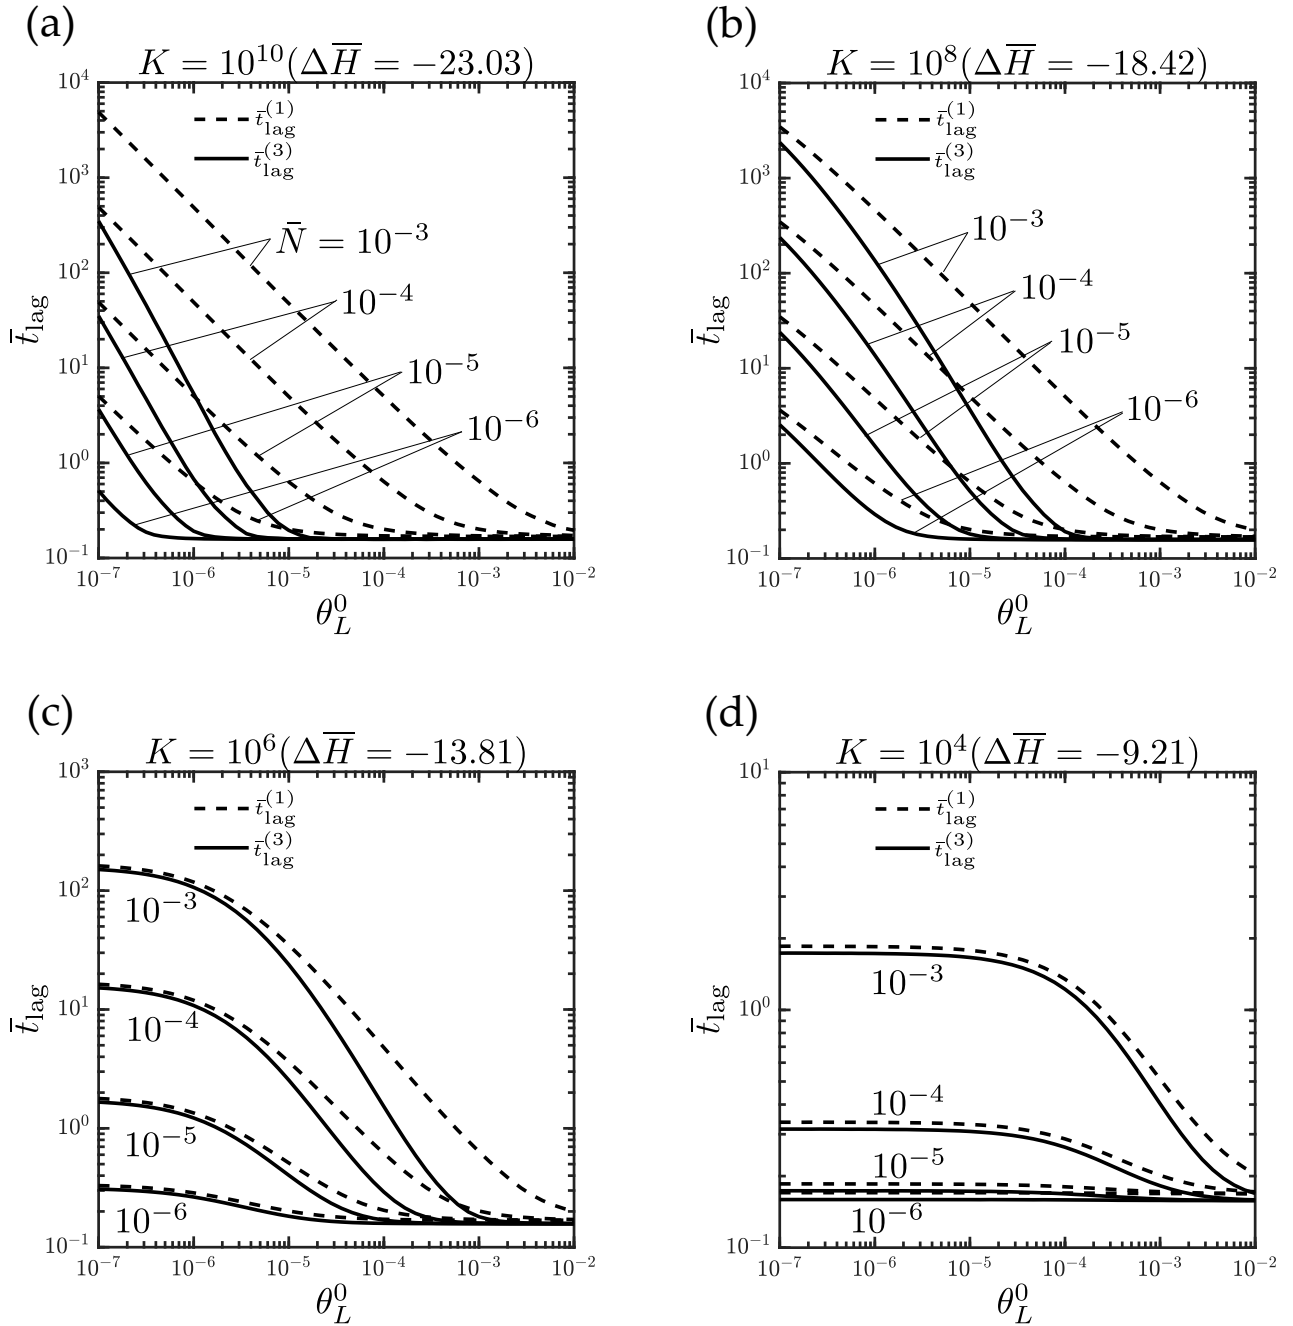 (a)
K = 10^10(ΔH̅ = −23.03)
10^4
10^3
10^2
10^1
10^0
10^-1
t̄_lag
t̄_lag^(1)
t̄_lag^(3)
N̄ = 10^-3
10^-4
10^-5
10^-6
10^-7 10^-6 10^-5 10^-4 10^-3 10^-2
θ_L^0
(b)
K = 10^8(ΔH̅ = −18.42)
10^4
10^3
10^2
10^1
10^0
10^-1
t̄_lag
t̄_lag^(1)
t̄_lag^(3)
10^-3
10^-4
10^-5
10^-6
10^-7 10^-6 10^-5 10^-4 10^-3 10^-2
θ_L^0
(c)
K = 10^6(ΔH̅ = −13.81)
10^3
10^2
10^1
10^0
10^-1
t̄_lag
t̄_lag^(1)
t̄_lag^(3)
10^-3
10^-4
10^-5
10^-6
10^-7 10^-6 10^-5 10^-4 10^-3 10^-2
θ_L^0
(d)
K = 10^4(ΔH̅ = −9.21)
10^1
10^0
10^-1
t̄_lag
t̄_lag^(1)
t̄_lag^(3)
10^-3
10^-4
10^-5
10^-6
10^-7 10^-6 10^-5 10^-4 10^-3 10^-2
θ_L^0